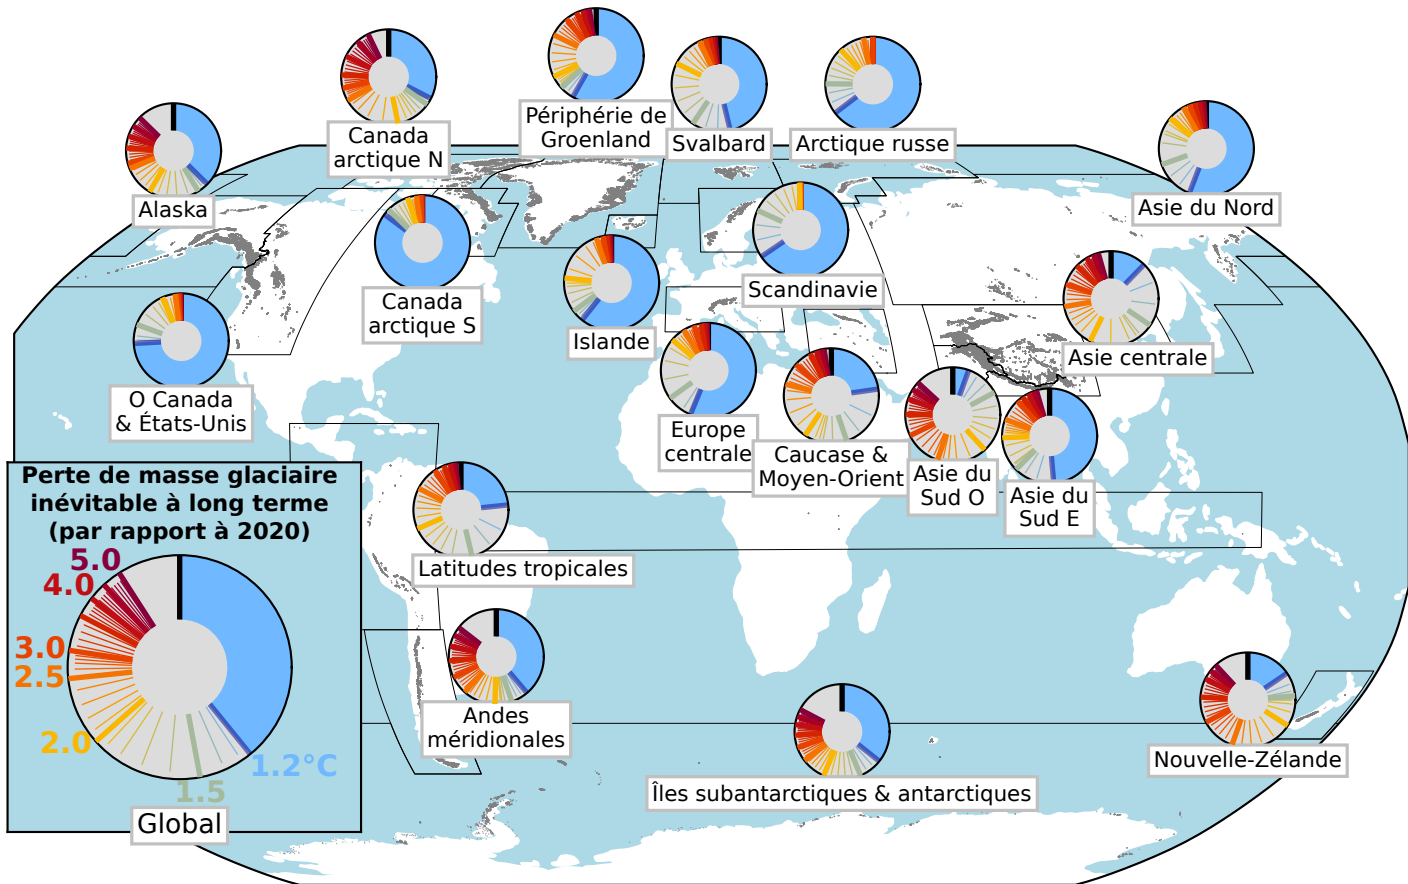 Canada
arctique N
Périphérie de
Groenland
Svalbard
Arctique russe
Alaska
Asie du Nord
Canada
arctique S
Islande
Scandinavie
Asie centrale
O Canada
& États-Unis
Europe
centrale
Caucase &
Moyen-Orient
Asie du
Sud O
Asie du
Sud E
Perte de masse glaciaire
inévitable à long terme
(par rapport à 2020)
5.0
4.0
3.0
2.5
2.0
1.5
1.2°C
Global
Latitudes tropicales
Andes
méridionales
Îles subantarctiques & antarctiques
Nouvelle-Zélande